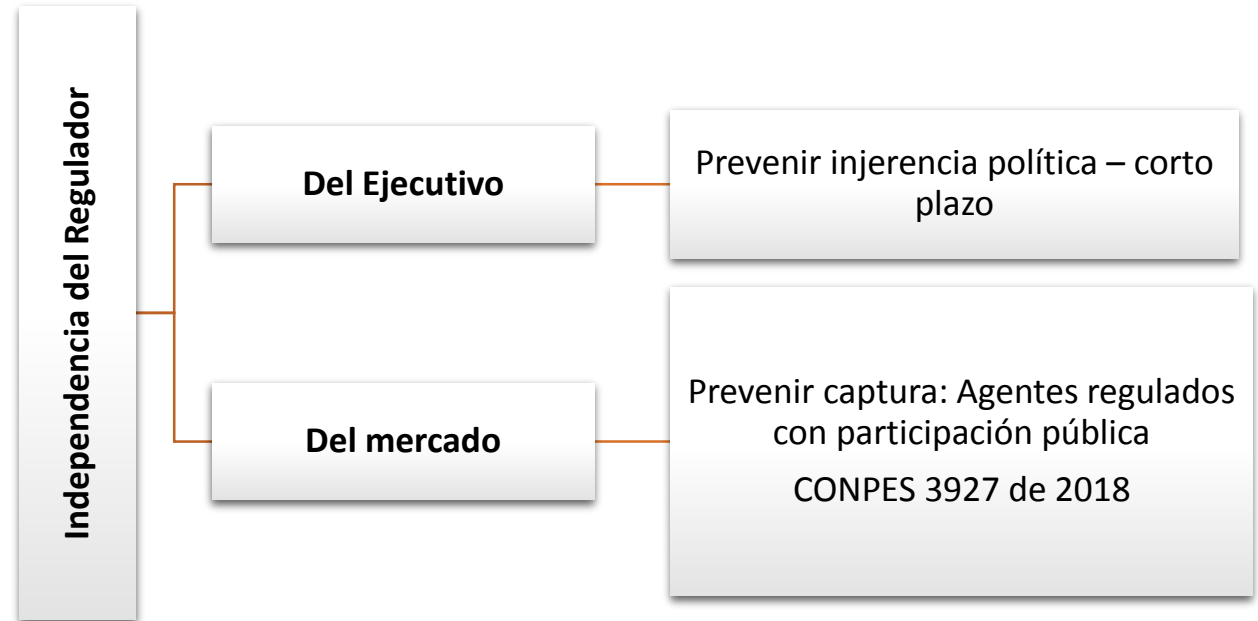 Independencia del Regulador
Del Ejecutivo
Prevenir injerencia política – corto
plazo
Del mercado
Prevenir captura: Agentes regulados
con participación pública
CONPES 3927 de 2018